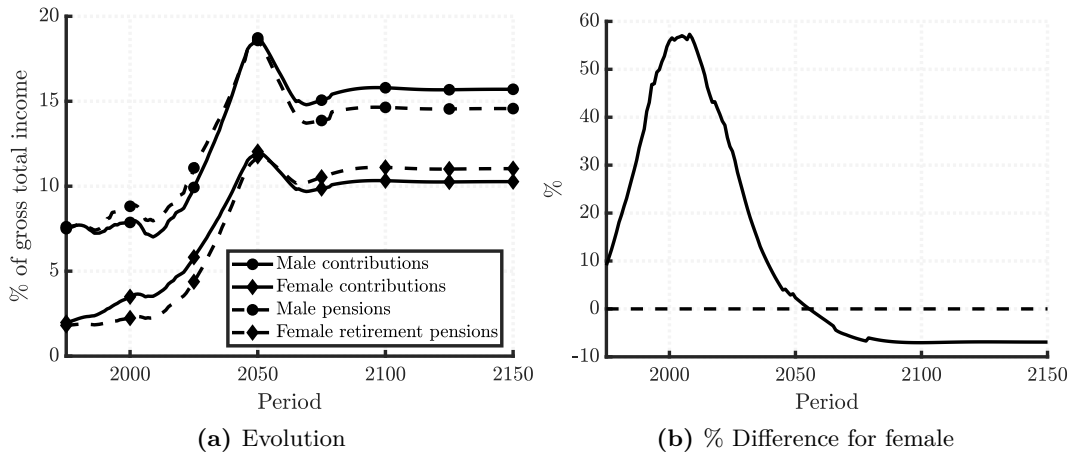 20
15
10
5
0
% of gross total income
Male contributions
Female contributions
Male pensions
Female retirement pensions
2000 2050 2100 2150
Period
(a) Evolution
60
50
40
30
20
10
0
-10
%
2000 2050 2100 2150
Period
(b) % Difference for female